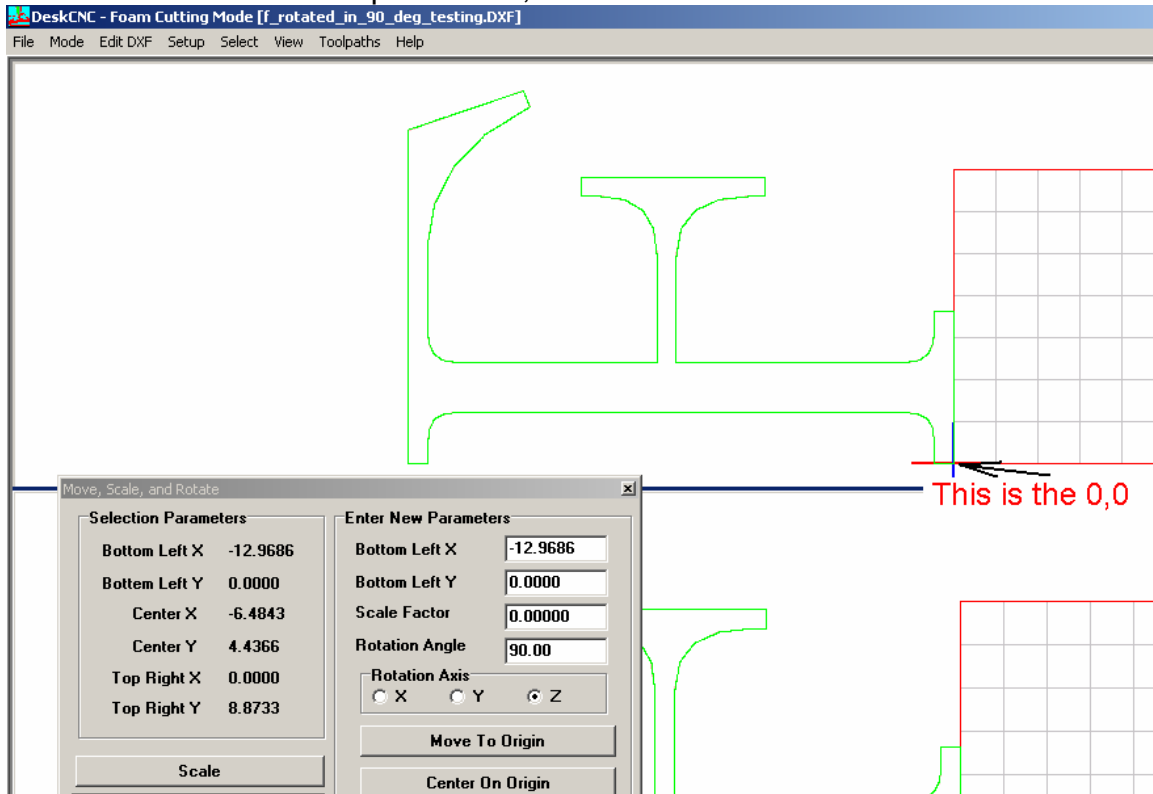 DeskCNC - Foam Cutting Mode [f_rotated_in_90_deg_testing.DXF]
File Mode Edit DXF Setup Select View Toolpaths Help
This is the 0,0
Move, Scale, and Rotate
Selection Parameters
Bottom Left X -12.9686
Bottem Left Y 0.0000
Center X -6.4843
Center Y 4.4366
Top Right X 0.0000
Top Right Y 8.8733
Scale
Enter New Parameters
Bottom Left X -12.9686
Bottom Left Y 0.0000
Scale Factor 0.00000
Rotation Angle 90.00
Rotation Axis
X Y Z
Move To Origin
Center On Origin